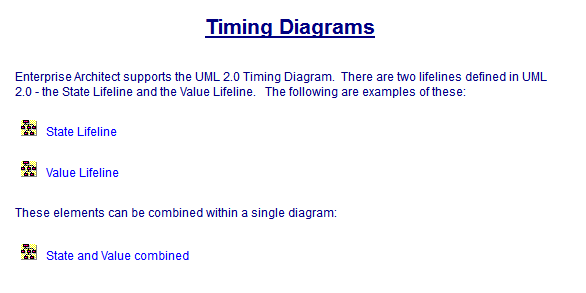 Timing Diagrams
Enterprise Architect supports the UML 2.0 Timing Diagram.  There are two lifelines defined in UML
2.0 - the State Lifeline and the Value Lifeline.   The following are examples of these:
State Lifeline
Value Lifeline
These elements can be combined within a single diagram:
State and Value combined